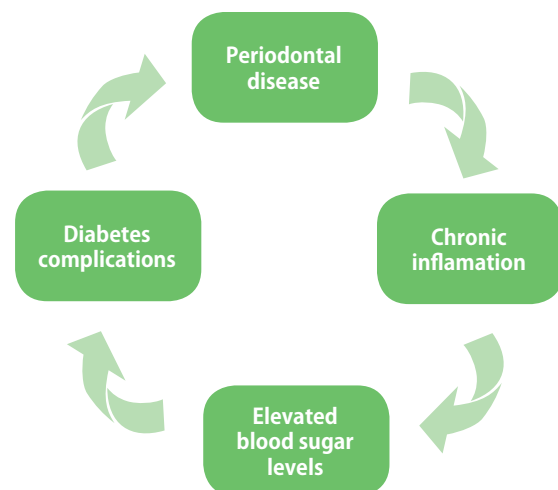 Periodontal
disease
Chronic
inflamation
Elevated
blood sugar
levels
Diabetes
complications